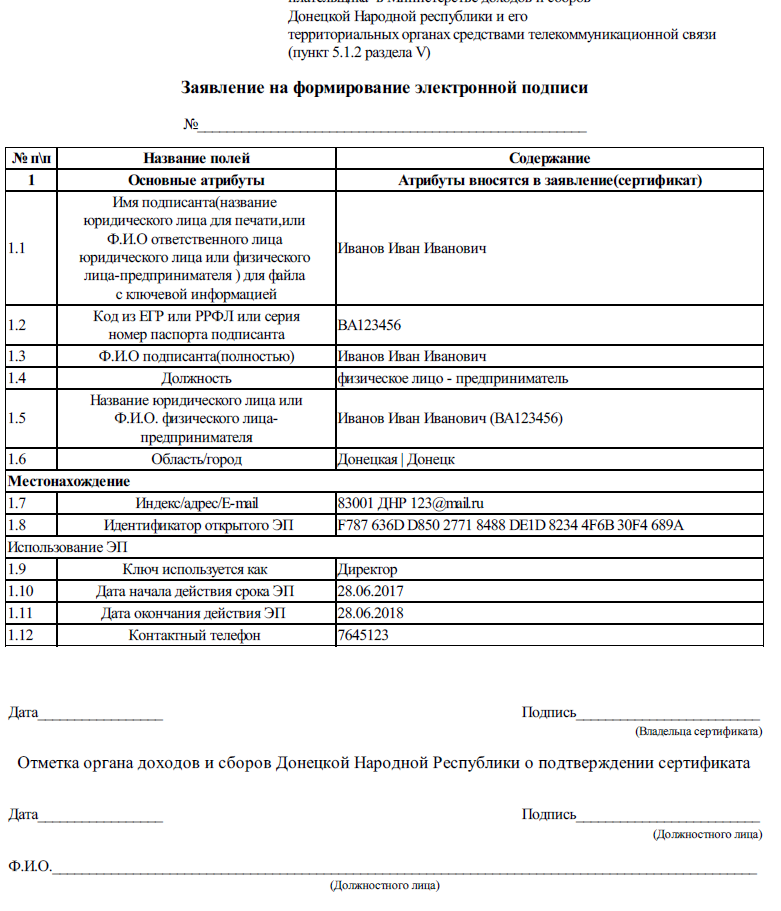 плательщика" в Министерстве доходов и сборов
Донецкой Народной республики и его
территориальных органах средствами телекоммуникационной связи
(пункт 5.1.2 раздела V)
Заявление на формирование электронной подписи
№
№ п\п Название полей Содержание
1 Основные атрибуты Атрибуты вносятся в заявление(сертификат)
1.1 Имя подписанта(название
юридического лица для печати,или
Ф.И.О ответственного лица
юридического лица или физического
лица-предпринимателя ) для файла
с ключевой информацией
Иванов Иван Иванович
1.2 Код из ЕГР или РРФЛ или серия
номер паспорта подписанта
ВА123456
1.3 Ф.И.О подписанта(полностью) Иванов Иван Иванович
1.4 Должность физическое лицо - предприниматель
1.5 Название юридического лица или
Ф.И.О. физического лица-
предпринимателя
Иванов Иван Иванович (ВА123456)
1.6 Область/город Донецкая | Донецк
Местонахождение
1.7 Индекс/адрес/E-mail 83001 ДНР 123@mail.ru
1.8 Идентификатор открытого ЭП F787 636D D850 2771 8488 DE1D 8234 4F6B 30F4 689A
Использование ЭП
1.9 Ключ используется как Директор
1.10 Дата начала действия срока ЭП 28.06.2017
1.11 Дата окончания действия ЭП 28.06.2018
1.12 Контактный телефон 7645123
Дата Подпись
(Владельца сертификата)
Отметка органа доходов и сборов Донецкой Народной Республики о подтверждении сертификата
Дата Подпись
(Должностного лица)
Ф.И.О.
(Должностного лица)